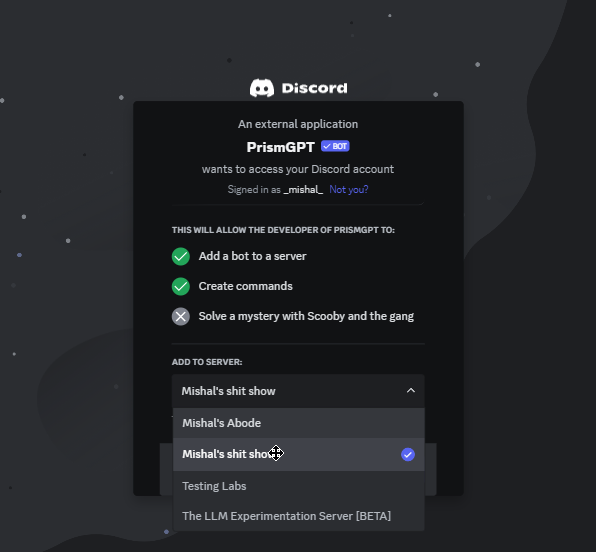 Discord
An external application
PrismGPT ✓ BOT
wants to access your Discord account
Signed in as _mishal_ Not you?
THIS WILL ALLOW THE DEVELOPER OF PRISMGPT TO:
Add a bot to a server
Create commands
Solve a mystery with Scooby and the gang
ADD TO SERVER:
Mishal's shit show
Mishal's Abode
Mishal's shit show
Testing Labs
The LLM Experimentation Server [BETA]